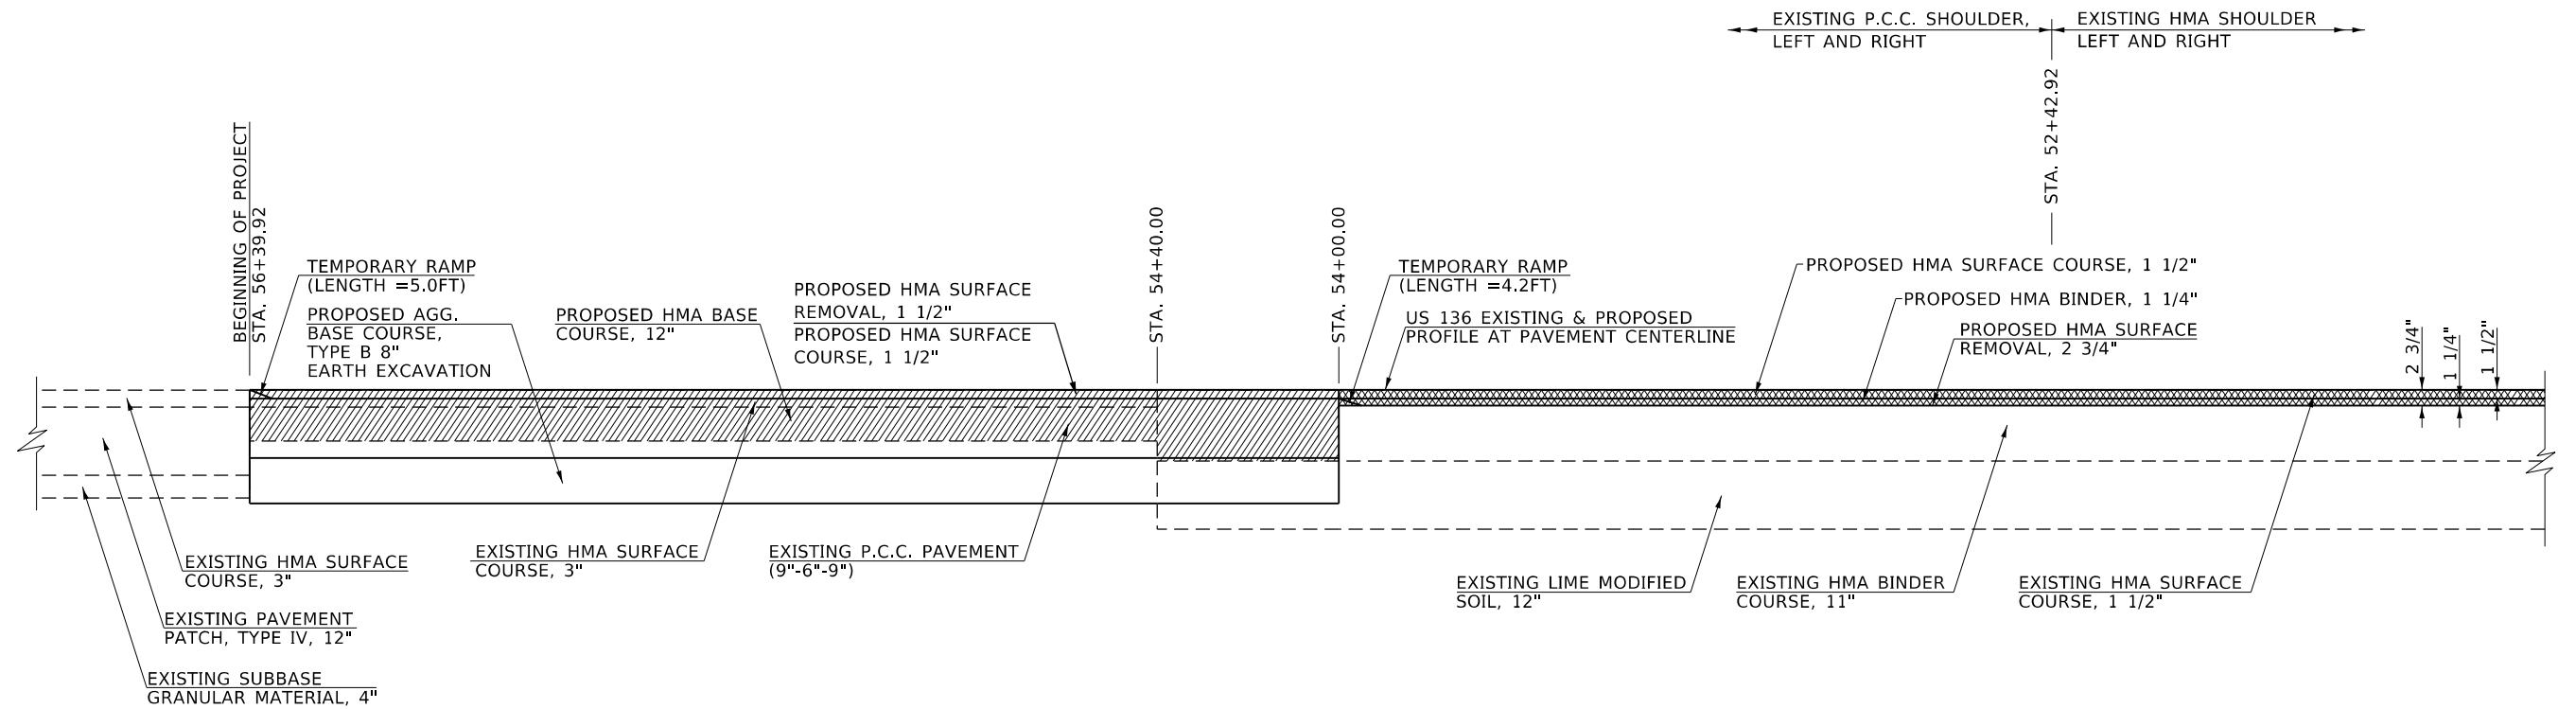 EXISTING P.C.C. SHOULDER,
LEFT AND RIGHT
EXISTING HMA SHOULDER
LEFT AND RIGHT
STA. 52+42.92
BEGINNING OF PROJECT
STA. 56+39.92
STA. 54+40.00
STA. 54+00.00
TEMPORARY RAMP
(LENGTH =5.0FT)
PROPOSED AGG.
BASE COURSE,
TYPE B 8"
EARTH EXCAVATION
PROPOSED HMA BASE
COURSE, 12"
PROPOSED HMA SURFACE
REMOVAL, 1 1/2"
PROPOSED HMA SURFACE
COURSE, 1 1/2"
TEMPORARY RAMP
(LENGTH =4.2FT)
US 136 EXISTING & PROPOSED
PROFILE AT PAVEMENT CENTERLINE
PROPOSED HMA SURFACE COURSE, 1 1/2"
PROPOSED HMA BINDER, 1 1/4"
PROPOSED HMA SURFACE
REMOVAL, 2 3/4"
2 3/4"
1 1/4"
1 1/2"
EXISTING HMA SURFACE
COURSE, 3"
EXISTING PAVEMENT
PATCH, TYPE IV, 12"
EXISTING SUBBASE
GRANULAR MATERIAL, 4"
EXISTING HMA SURFACE
COURSE, 3"
EXISTING P.C.C. PAVEMENT
(9"-6"-9")
EXISTING LIME MODIFIED
SOIL, 12"
EXISTING HMA BINDER
COURSE, 11"
EXISTING HMA SURFACE
COURSE, 1 1/2"